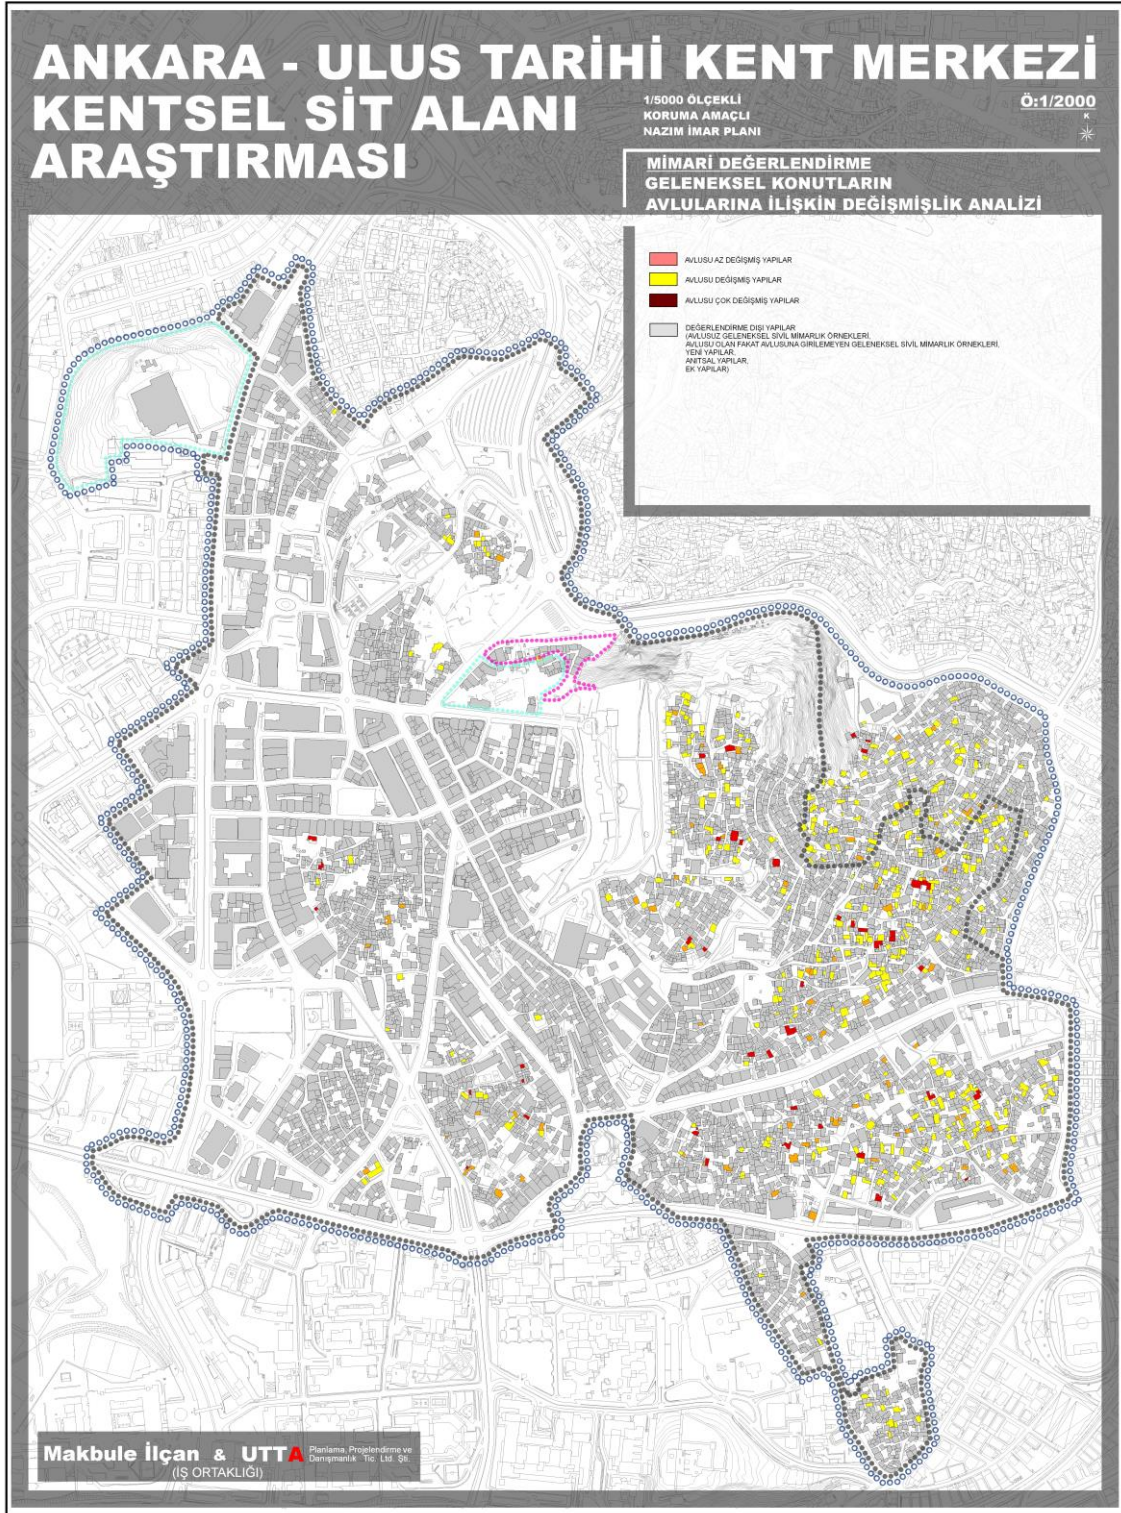 ANKARA - ULUS TARİHİ KENT MERKEZİ
KENTSEL SİT ALANI
ARAŞTIRMASI
1/5000 ÖLÇEKLİ
KORUMA AMAÇLI
NAZIM İMAR PLANI
Ö:1/2000
K
MİMARİ DEĞERLENDİRME
GELENEKSEL KONUTLARIN
AVLULARINA İLİŞKİN DEĞİŞMİŞLİK ANALİZİ
AVLUSU AZ DEĞİŞMİŞ YAPILAR
AVLUSU DEĞİŞMİŞ YAPILAR
AVLUSU ÇOK DEĞİŞMİŞ YAPILAR
DEĞERLENDİRME DIŞI YAPILAR
(AVLUSUZ GELENEKSEL SİVİL MİMARLIK ÖRNEKLERİ,
AVLUSU OLAN FAKAT AVLUSUNA GİRİLEMEYEN GELENEKSEL SİVİL MİMARLIK ÖRNEKLERİ,
YENİ YAPILAR,
ANITSAL YAPILAR,
EK YAPILAR)
Makbule İlçan & UTTA Planlama, Projelendirme ve
Danışmanlık Tic. Ltd. Şti.
(İŞ ORTAKLIĞI)